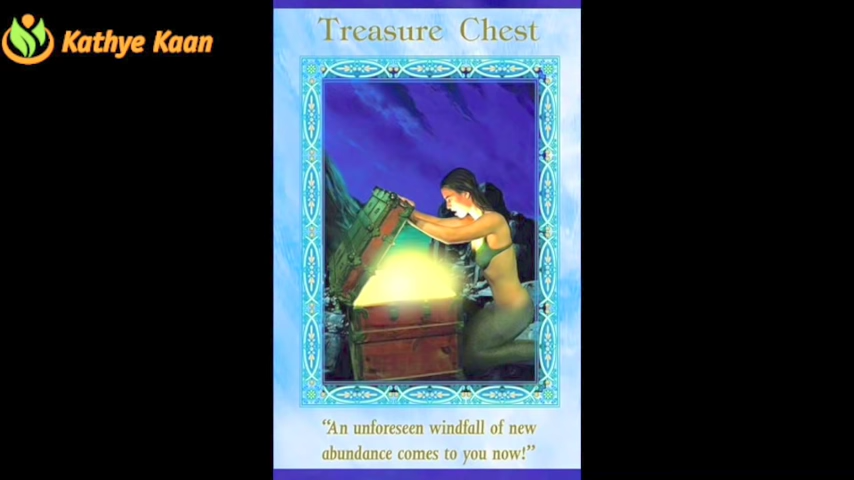 Kathye Kaan
Treasure Chest
“An unforeseen windfall of new
abundance comes to you now!”